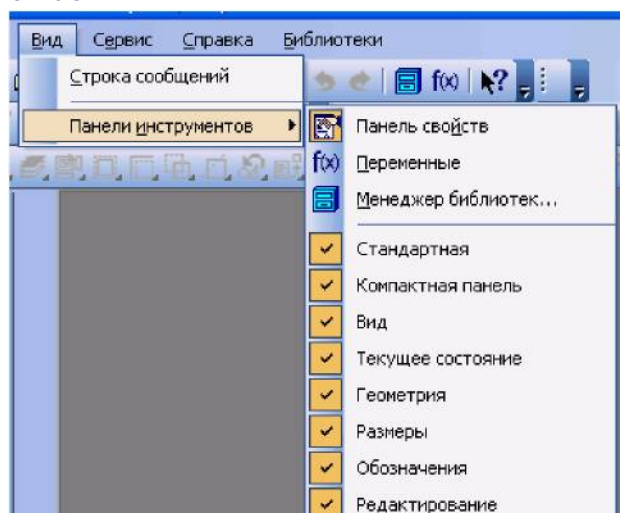 Вид Сервис Справка Библиотеки
Строка сообщений
f(x) ?
Панели инструментов
Панель свойств
f(x) Переменные
Менеджер библиотек...
Стандартная
Компактная панель
Вид
Текущее состояние
Геометрия
Размеры
Обозначения
Редактирование